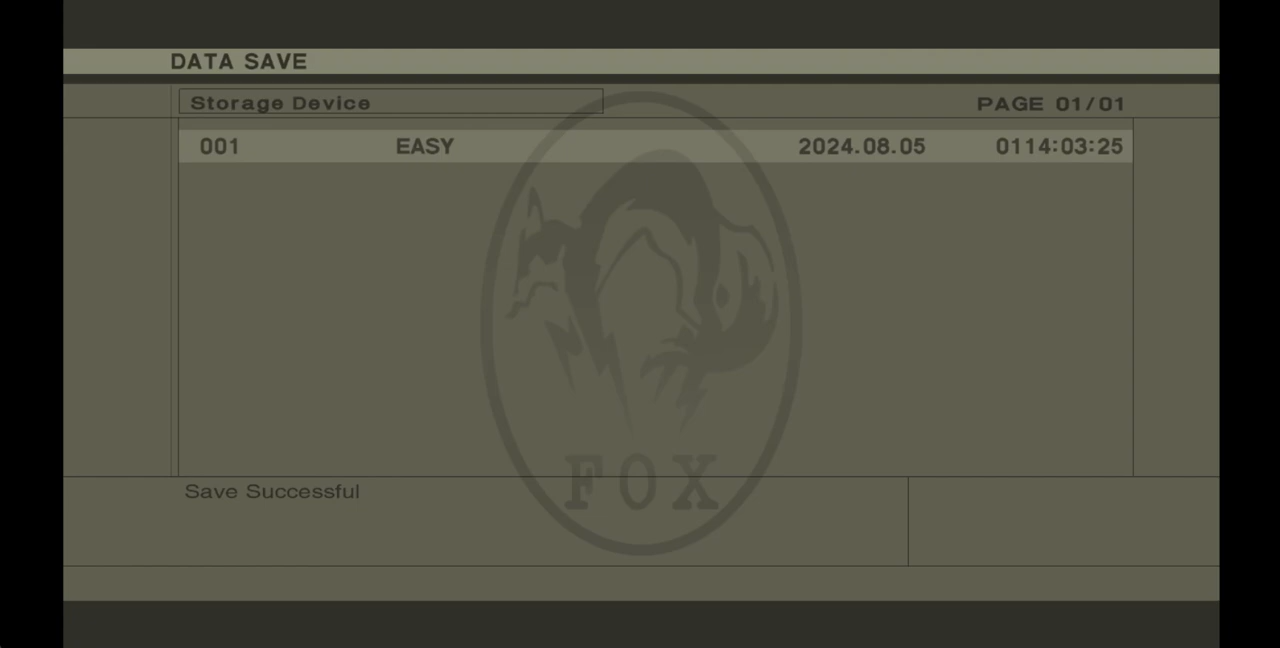 DATA SAVE
Storage Device PAGE 01/01
001 EASY 2024.08.05 0114:03:25
FOX
Save Successful